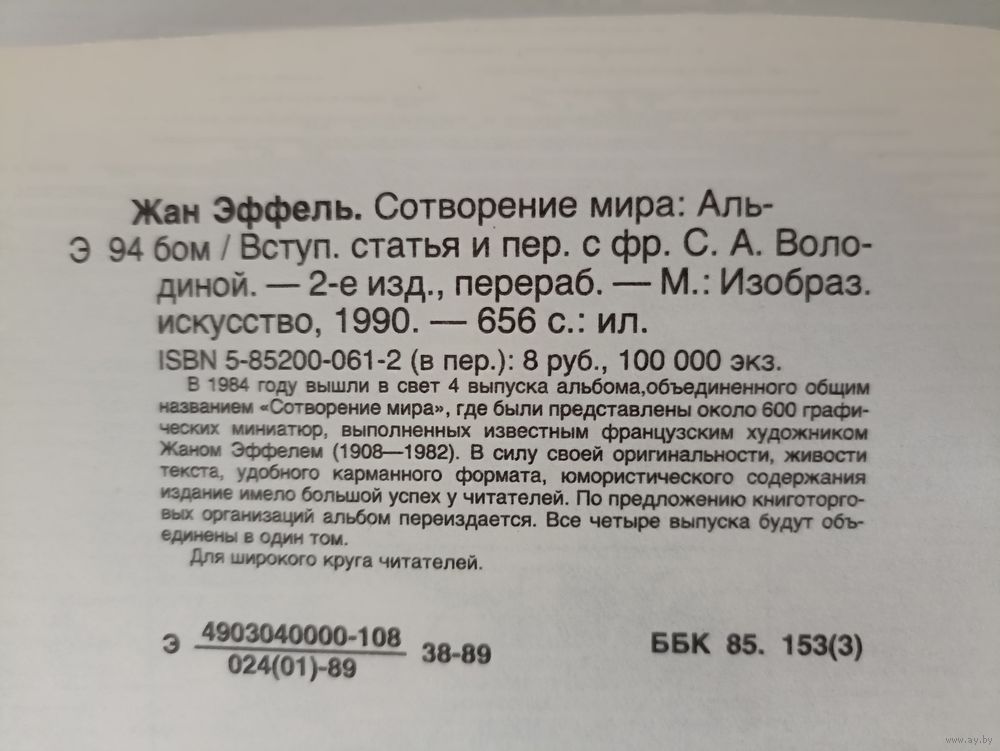 Жан Эффель. Сотворение мира: Аль-
Э 94 бом / Вступ. статья и пер. с фр. С. А. Воло-
диной. — 2-е изд., перераб. — М.: Изобраз.
искусство, 1990. — 656 с.: ил.
ISBN 5-85200-061-2 (в пер.): 8 руб., 100 000 экз.
В 1984 году вышли в свет 4 выпуска альбома,объединенного общим
названием «Сотворение мира», где были представлены около 600 графи-
ческих миниатюр, выполненных известным французским художником
Жаном Эффелем (1908—1982). В силу своей оригинальности, живости
текста, удобного карманного формата, юмористического содержания
издание имело большой успех у читателей. По предложению книготорго-
вых организаций альбом переиздается. Все четыре выпуска будут объ-
единены в один том.
Для широкого круга читателей.
Э 4903040000-108 38-89 ББК 85. 153(3)
024(01)-89
www.ay.by